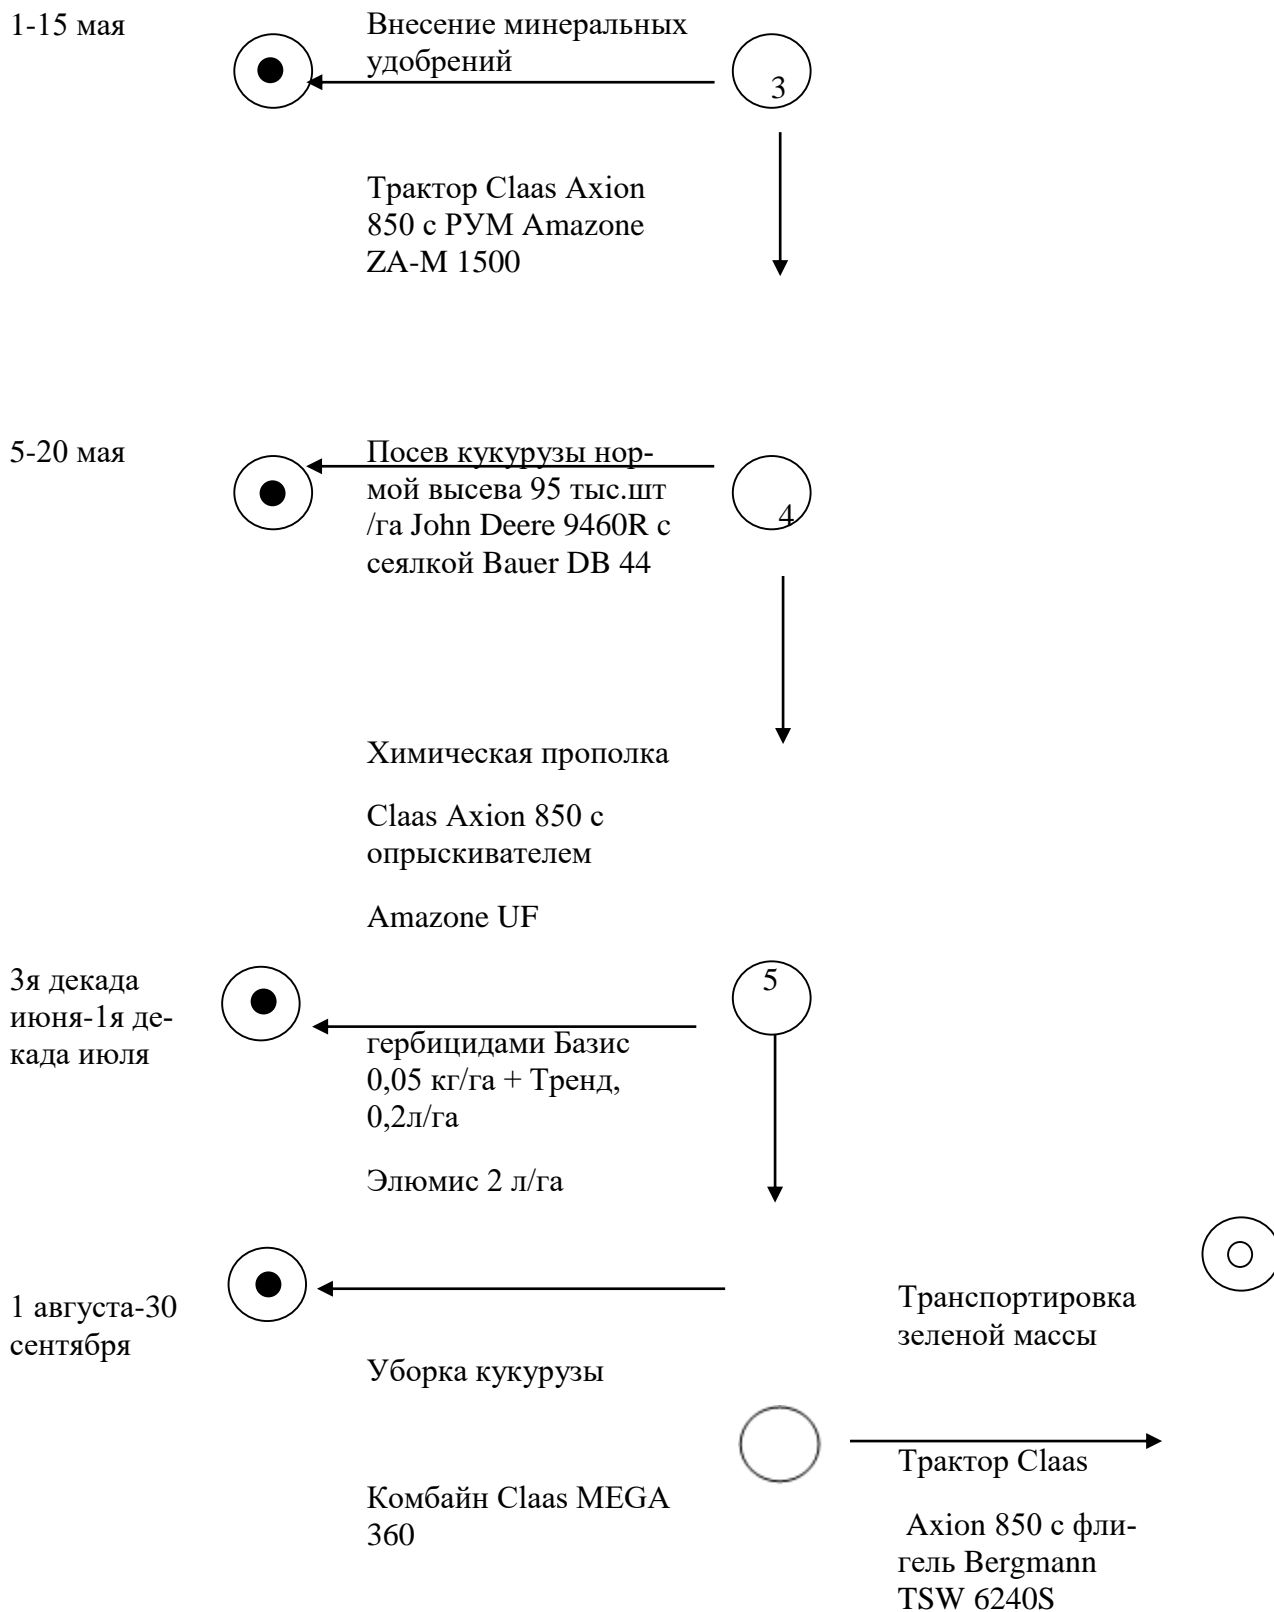 1-15 мая
Внесение минеральных
удобрений
3
Трактор Claas Axion
850 с РУМ Amazone
ZA-M 1500
5-20 мая
Посев кукурузы нор-
мой высева 95 тыс.шт
/га John Deere 9460R с
сеялкой Bauer DB 44
4
Химическая прополка
Claas Axion 850 с
опрыскивателем
Amazone UF
3я декада
июня-1я де-
када июля
5
гербицидами Базис
0,05 кг/га + Тренд,
0,2л/га
Элюмис 2 л/га
1 августа-30
сентября
Уборка кукурузы
Комбайн Claas MEGA
360
Транспортировка
зеленой массы
Трактор Claas
Axion 850 с фли-
гель Bergmann
TSW 6240S